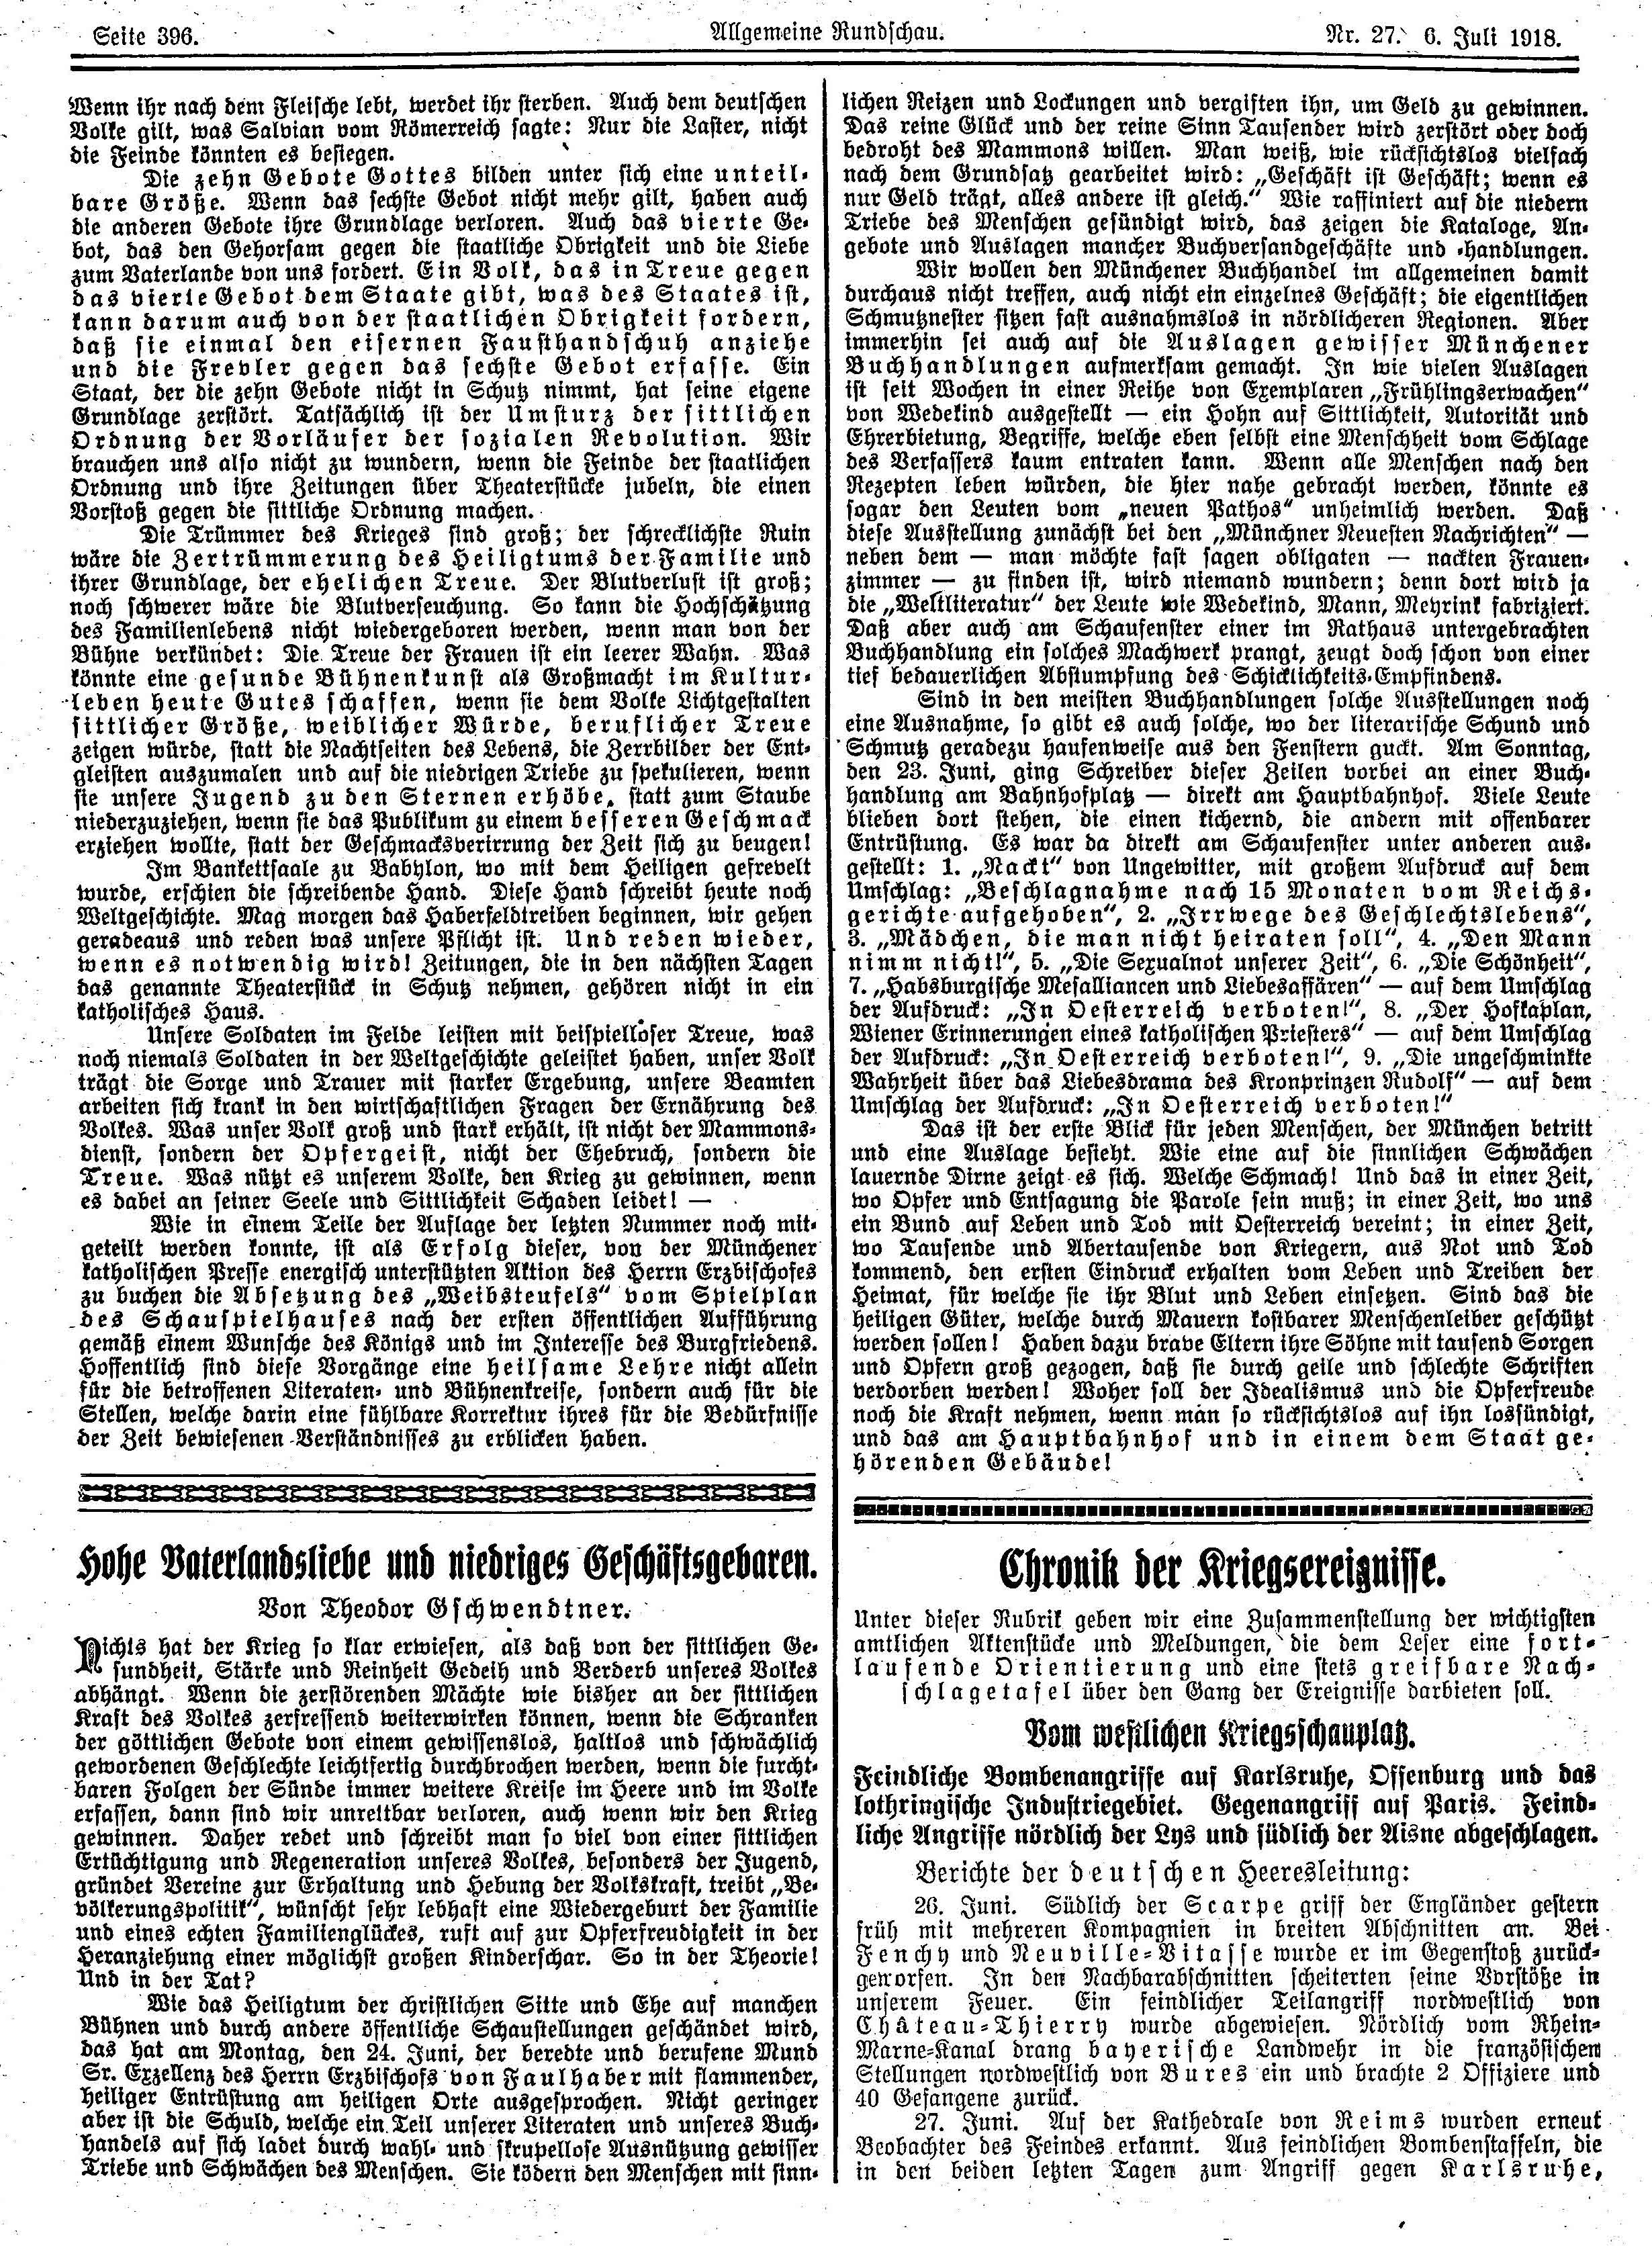 Seite 396.
Allgemeine Rundschau.
Nr. 27. 6. Juli 1918.
Wenn ihr nach dem Fleische lebt, werdet ihr sterben. Auch dem deutschen
Volke gilt, was Salvian vom Römerreich sagte: Nur die Laster, nicht
die Feinde könnten es besiegen.
Die zehn Gebote Gottes bilden unter sich eine unteil-
bare Größe. Wenn das sechste Gebot nicht mehr gilt, haben auch
die anderen Gebote ihre Grundlage verloren. Auch das vierte Ge-
bot, das den Gehorsam gegen die staatliche Obrigkeit und die Liebe
zum Vaterlande von uns fordert. Ein Volk, das in Treue gegen
das vierte Gebot dem Staate gibt, was des Staates ist,
kann darum auch von der staatlichen Obrigkeit fordern,
daß sie einmal den eisernen Fausthandschuh anziehe
und die Frevler gegen das sechste Gebot erfasse. Ein
Staat, der die zehn Gebote nicht in Schutz nimmt, hat seine eigene
Grundlage zerstört. Tatsächlich ist der Umsturz der sittlichen
Ordnung der Vorläufer der sozialen Revolution. Wir
brauchen uns also nicht zu wundern, wenn die Feinde der staatlichen
Ordnung und ihre Zeitungen über Theaterstücke jubeln, die einen
Vorstoß gegen die sittliche Ordnung machen.
Die Trümmer des Krieges sind groß; der schrecklichste Ruin
wäre die Zertrümmerung des Heiligtums der Familie und
ihrer Grundlage, der ehelichen Treue. Der Blutverlust ist groß;
noch schwerer wäre die Blutverseuchung. So kann die Hochschätzung
des Familienlebens nicht wiedergeboren werden, wenn man von der
Bühne verkündet: Die Treue der Frauen ist ein leerer Wahn. Was
könnte eine gesunde Bühnenkunst als Großmacht im Kultur-
leben heute Gutes schaffen, wenn sie dem Volke Lichtgestalten
sittlicher Größe, weiblicher Würde, beruflicher Treue
zeigen würde, statt die Nachtseiten des Lebens, die Zerrbilder der Ent-
gleisten auszumalen und auf die niedrigen Triebe zu spekulieren, wenn
sie unsere Jugend zu den Sternen erhöbe, statt zum Staube
niederzuziehen, wenn sie das Publikum zu einem besseren Geschmack
erziehen wollte, statt der Geschmacksverirrung der Zeit sich zu beugen!
Im Bankettsaale zu Babylon, wo mit dem Heiligen gefrevelt
wurde, erschien die schreibende Hand. Diese Hand schreibt heute noch
Weltgeschichte. Mag morgen das Haberfeldtreiben beginnen, wir gehen
geradeaus und reden was unsere Pflicht ist. Und reden wieder,
wenn es notwendig wird! Zeitungen, die in den nächsten Tagen
das genannte Theaterstück in Schutz nehmen, gehören nicht in ein
katholisches Haus.
Unsere Soldaten im Felde leisten mit beispielloser Treue, was
noch niemals Soldaten in der Weltgeschichte geleistet haben, unser Volk
trägt die Sorge und Trauer mit starker Ergebung, unsere Beamten
arbeiten sich krank in den wirtschaftlichen Fragen der Ernährung des
Volkes. Was unser Volk groß und stark erhält, ist nicht der Mammons-
dienst, sondern der Opfergeist, nicht der Ehebruch, sondern die
Treue. Was nützt es unserem Volke, den Krieg zu gewinnen, wenn
es dabei an seiner Seele und Sittlichkeit Schaden leidet! —
Wie in einem Teile der Auflage der letzten Nummer noch mit-
geteilt werden konnte, ist als Erfolg dieser, von der Münchener
katholischen Presse energisch unterstützten Aktion des Herrn Erzbischofes
zu buchen die Absetzung des „Weibsteufels“ vom Spielplan
des Schauspielhauses nach der ersten öffentlichen Aufführung
gemäß einem Wunsche des Königs und im Interesse des Burgfriedens.
Hoffentlich sind diese Vorgänge eine heilsame Lehre nicht allein
für die betroffenen Literaten- und Bühnenkreise, sondern auch für die
Stellen, welche darin eine fühlbare Korrektur ihres für die Bedürfnisse
der Zeit bewiesenen Verständnisses zu erblicken haben.
Hohe Vaterlandsliebe und niedriges Geschäftsgebaren.
Von Theodor Gschwendtner.
Nichts hat der Krieg so klar erwiesen, als daß von der sittlichen Ge-
sundheit, Stärke und Reinheit Gedeih und Verderb unseres Volkes
abhängt. Wenn die zerstörenden Mächte wie bisher an der sittlichen
Kraft des Volkes zerfressend weiterwirken können, wenn die Schranken
der göttlichen Gebote von einem gewissenslos, haltlos und schwächlich
gewordenen Geschlechte leichtfertig durchbrochen werden, wenn die furcht-
baren Folgen der Sünde immer weitere Kreise im Heere und im Volke
erfassen, dann sind wir unrettbar verloren, auch wenn wir den Krieg
gewinnen. Daher redet und schreibt man so viel von einer sittlichen
Ertüchtigung und Regeneration unseres Volkes, besonders der Jugend,
gründet Vereine zur Erhaltung und Hebung der Volkskraft, treibt „Be-
völkerungspolitik“, wünscht sehr lebhaft eine Wiedergeburt der Familie
und eines echten Familienglückes, ruft auf zur Opferfreudigkeit in der
Heranziehung einer möglichst großen Kinderschar. So in der Theorie!
Und in der Tat?
Wie das Heiligtum der christlichen Sitte und Ehe auf manchen
Bühnen und durch andere öffentliche Schaustellungen geschändet wird,
das hat am Montag, den 24. Juni, der beredte und berufene Mund
Sr. Exzellenz des Herrn Erzbischofs von Faulhaber mit flammender,
heiliger Entrüstung am heiligen Orte ausgesprochen. Nicht geringer
aber ist die Schuld, welche ein Teil unserer Literaten und unseres Buch-
handels auf sich ladet durch wahl- und skrupellose Ausnützung gewisser
Triebe und Schwächen des Menschen. Sie ködern den Menschen mit sinn-
lichen Reizen und Lockungen und vergiften ihn, um Geld zu gewinnen.
Das reine Glück und der reine Sinn Tausender wird zerstört oder doch
bedroht des Mammons willen. Man weiß, wie rücksichtslos vielfach
nach dem Grundsatz gearbeitet wird: „Geschäft ist Geschäft; wenn es
nur Geld trägt, alles andere ist gleich.“ Wie raffiniert auf die niedern
Triebe des Menschen gesündigt wird, das zeigen die Kataloge, An-
gebote und Auslagen mancher Buchversandgeschäfte und -handlungen.
Wir wollen den Münchener Buchhandel im allgemeinen damit
durchaus nicht treffen, auch nicht ein einzelnes Geschäft; die eigentlichen
Schmutznester sitzen fast ausnahmslos in nördlicheren Regionen. Aber
immerhin sei auch auf die Auslagen gewisser Münchener
Buchhandlungen aufmerksam gemacht. In wie vielen Auslagen
ist seit Wochen in einer Reihe von Exemplaren „Frühlingserwachen“
von Wedekind ausgestellt — ein Hohn auf Sittlichkeit, Autorität und
Ehrerbietung, Begriffe, welche eben selbst eine Menschheit vom Schlage
des Verfassers kaum entraten kann. Wenn alle Menschen nach den
Rezepten leben würden, die hier nahe gebracht werden, könnte es
sogar den Leuten vom „neuen Pathos“ unheimlich werden. Daß
diese Ausstellung zunächst bei den „Münchner Neuesten Nachrichten“ —
neben dem — man möchte fast sagen obligaten — nackten Frauen-
zimmer — zu finden ist, wird niemand wundern; denn dort wird ja
die „Weltliteratur“ der Leute wie Wedekind, Mann, Meyrink fabriziert.
Daß aber auch am Schaufenster einer im Rathaus untergebrachten
Buchhandlung ein solches Machwerk prangt, zeugt doch schon von einer
tief bedauerlichen Abstumpfung des Schicklichkeits-Empfindens.
Sind in den meisten Buchhandlungen solche Ausstellungen noch
eine Ausnahme, so gibt es auch solche, wo der literarische Schund und
Schmutz geradezu haufenweise aus den Fenstern guckt. Am Sonntag,
den 23. Juni, ging Schreiber dieser Zeilen vorbei an einer Buch-
handlung am Bahnhofplatz — direkt am Hauptbahnhof. Viele Leute
blieben dort stehen, die einen kichernd, die andern mit offenbarer
Entrüstung. Es war da direkt am Schaufenster unter anderen aus-
gestellt: 1. „Nackt“ von Ungewitter, mit großem Aufdruck auf dem
Umschlag: „Beschlagnahme nach 15 Monaten vom Reichs-
gerichte aufgehoben“, 2. „Irrwege des Geschlechtslebens“,
3. „Mädchen, die man nicht heiraten soll“, 4. „Den Mann
nimm nicht!“, 5. „Die Sexualnot unserer Zeit“, 6. „Die Schönheit“,
7. „Habsburgische Mesalliancen und Liebesaffären“ — auf dem Umschlag
der Aufdruck: „In Oesterreich verboten!“, 8. „Der Hofkaplan,
Wiener Erinnerungen eines katholischen Priesters“ — auf dem Umschlag
der Aufdruck: „In Oesterreich verboten!“, 9. „Die ungeschminkte
Wahrheit über das Liebesdrama des Kronprinzen Rudolf“ — auf dem
Umschlag der Aufdruck: „In Oesterreich verboten!“
Das ist der erste Blick für jeden Menschen, der München betritt
und eine Auslage besieht. Wie eine auf die sinnlichen Schwächen
lauernde Dirne zeigt es sich. Welche Schmach! Und das in einer Zeit,
wo Opfer und Entsagung die Parole sein muß; in einer Zeit, wo uns
ein Bund auf Leben und Tod mit Oesterreich vereint; in einer Zeit,
wo Tausende und Abertausende von Kriegern, aus Not und Tod
kommend, den ersten Eindruck erhalten vom Leben und Treiben der
Heimat, für welche sie ihr Blut und Leben einsetzen. Sind das die
heiligen Güter, welche durch Mauern kostbarer Menschenleiber geschützt
werden sollen! Haben dazu brave Eltern ihre Söhne mit tausend Sorgen
und Opfern groß gezogen, daß sie durch geile und schlechte Schriften
verdorben werden! Woher soll der Idealismus und die Opferfreude
noch die Kraft nehmen, wenn man so rücksichtslos auf ihn lossündigt,
und das am Hauptbahnhof und in einem dem Staat ge-
hörenden Gebäude!
Chronik der Kriegsereignisse.
Unter dieser Rubrik geben wir eine Zusammenstellung der wichtigsten
amtlichen Aktenstücke und Meldungen, die dem Leser eine fort-
laufende Orientierung und eine stets greifbare Nach-
schlagetafel über den Gang der Ereignisse darbieten soll.
Vom westlichen Kriegsschauplatz.
Feindliche Bombenangriffe auf Karlsruhe, Offenburg und das
lothringische Industriegebiet. Gegenangriff auf Paris. Feind-
liche Angriffe nördlich der Lys und südlich der Aisne abgeschlagen.
Berichte der deutschen Heeresleitung:
26. Juni. Südlich der Scarpe griff der Engländer gestern
früh mit mehreren Kompagnien in breiten Abschnitten an. Bei
Fenchy und Neuville-Vitasse wurde er im Gegenstoß zurück-
geworfen. In den Nachbarabschnitten scheiterten seine Vorstöße in
unserem Feuer. Ein feindlicher Teilangriff nordwestlich von
Château-Thierry wurde abgewiesen. Nördlich vom Rhein-
Marne-Kanal drang bayerische Landwehr in die französischen
Stellungen nordwestlich von Bures ein und brachte 2 Offiziere und
40 Gefangene zurück.
27. Juni. Auf der Kathedrale von Reims wurden erneut
Beobachter des Feindes erkannt. Aus feindlichen Bombenstaffeln, die
in den beiden letzten Tagen zum Angriff gegen Karlsruhe,